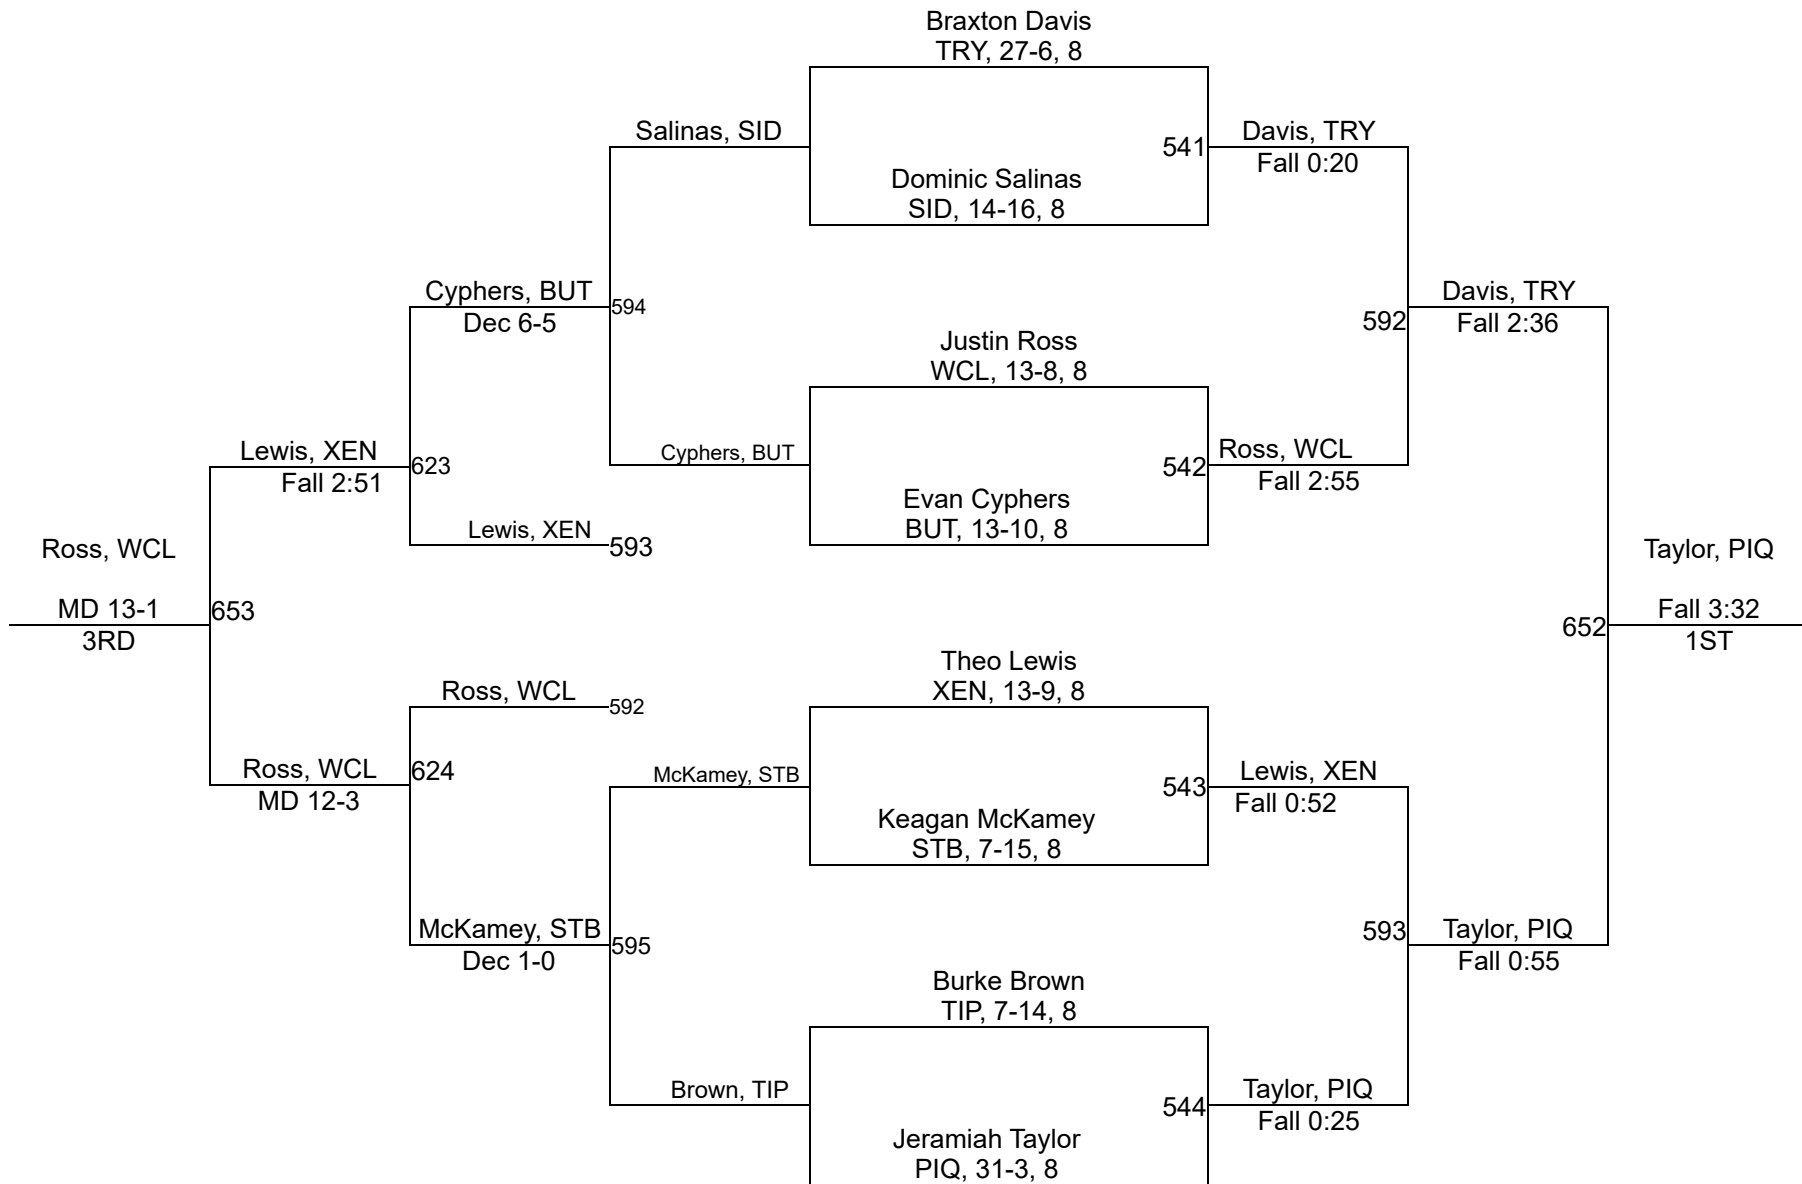 Braxton Davis
TRY, 27-6, 8
Salinas, SID
541
Davis, TRY
Fall 0:20
Dominic Salinas
SID, 14-16, 8
Cyphers, BUT
Dec 6-5
594
Davis, TRY
Fall 2:36
592
Justin Ross
WCL, 13-8, 8
Lewis, XEN
Fall 2:51
623
Cyphers, BUT
542
Ross, WCL
Fall 2:55
Evan Cyphers
BUT, 13-10, 8
Lewis, XEN
593
Ross, WCL
MD 13-1
3RD
653
Taylor, PIQ
Fall 3:32
1ST
652
Theo Lewis
XEN, 13-9, 8
Ross, WCL
592
Ross, WCL
MD 12-3
624
McKamey, STB
543
Lewis, XEN
Fall 0:52
Keagan McKamey
STB, 7-15, 8
McKamey, STB
Dec 1-0
595
593
Taylor, PIQ
Fall 0:55
Burke Brown
TIP, 7-14, 8
Brown, TIP
544
Taylor, PIQ
Fall 0:25
Jeramiah Taylor
PIQ, 31-3, 8